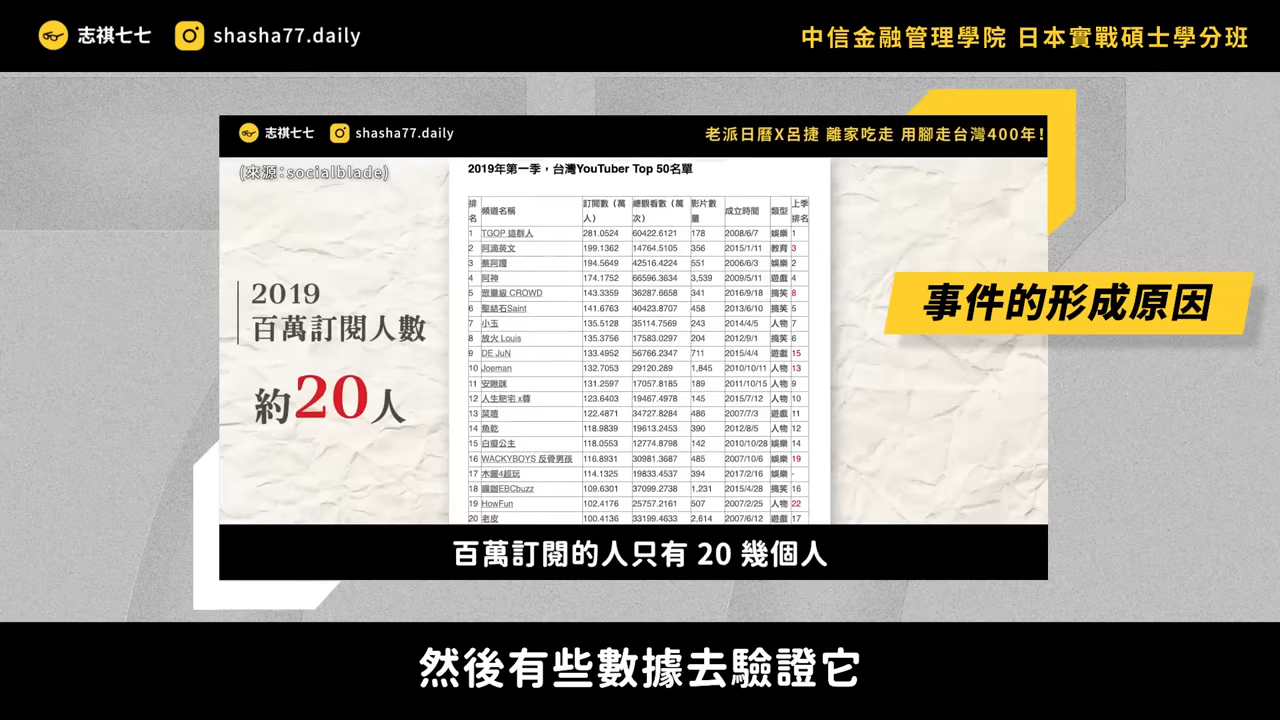 志祺七七 shasha77.daily 中信金融管理學院 日本實戰碩士學分班
志祺七七 shasha77.daily 老派日曆X呂捷 離家吃走 用腳走台灣400年!
(來源:socialblade)
2019年第一季,台灣YouTuber Top 50名單
排名 頻道名稱 訂閱數(萬人) 總觀看數(萬次) 影片數量 成立時間 類型 上季排名
1 TGOP 這群人 281.0524 60422.6121 178 2008/6/7 娛樂 1
2 阿滴英文 199.1362 14764.5105 356 2015/1/11 教育 3
3 蔡阿嘎 194.5649 42516.4224 551 2006/6/3 娛樂 2
4 阿神 174.1752 66596.3634 3,539 2009/5/11 遊戲 4
5 眾量級 CROWD 143.3359 36287.6658 341 2016/9/18 搞笑 8
6 聖結石Saint 141.6763 40423.8707 458 2013/6/10 搞笑 5
7 小玉 135.5128 35114.7569 243 2014/4/5 人物 7
8 放火 Louis 135.3756 17583.0297 204 2012/9/1 搞笑 6
9 DE JuN 133.4952 56766.2347 711 2015/4/4 遊戲 15
10 Joeman 132.7053 29120.289 1,845 2010/10/11 人物 13
11 安啾咪 131.2597 17057.8185 189 2011/10/15 人物 9
12 人生肥宅 x尊 123.6403 19467.4978 145 2015/7/12 人物 10
13 菜喳 122.4871 34727.8284 486 2007/7/3 遊戲 11
14 魚乾 118.9839 19613.2453 390 2012/8/5 人物 12
15 白癡公主 118.0553 12774.8798 142 2010/10/28 娛樂 14
16 WACKYBOYS 反骨男孩 116.8931 30981.3687 485 2007/10/6 娛樂 19
17 木曜4超玩 114.1325 19833.4537 394 2017/2/16 娛樂 -
18 囉咖EBCbuzz 109.6301 37099.2738 1,231 2015/4/28 搞笑 16
19 HowFun 102.4176 25757.2161 507 2007/2/25 人物 22
20 老皮 100.4136 33199.4633 2,614 2007/6/12 遊戲 17
2019
百萬訂閱人數
約20人
事件的形成原因
百萬訂閱的人只有 20 幾個人
然後有些數據去驗證它